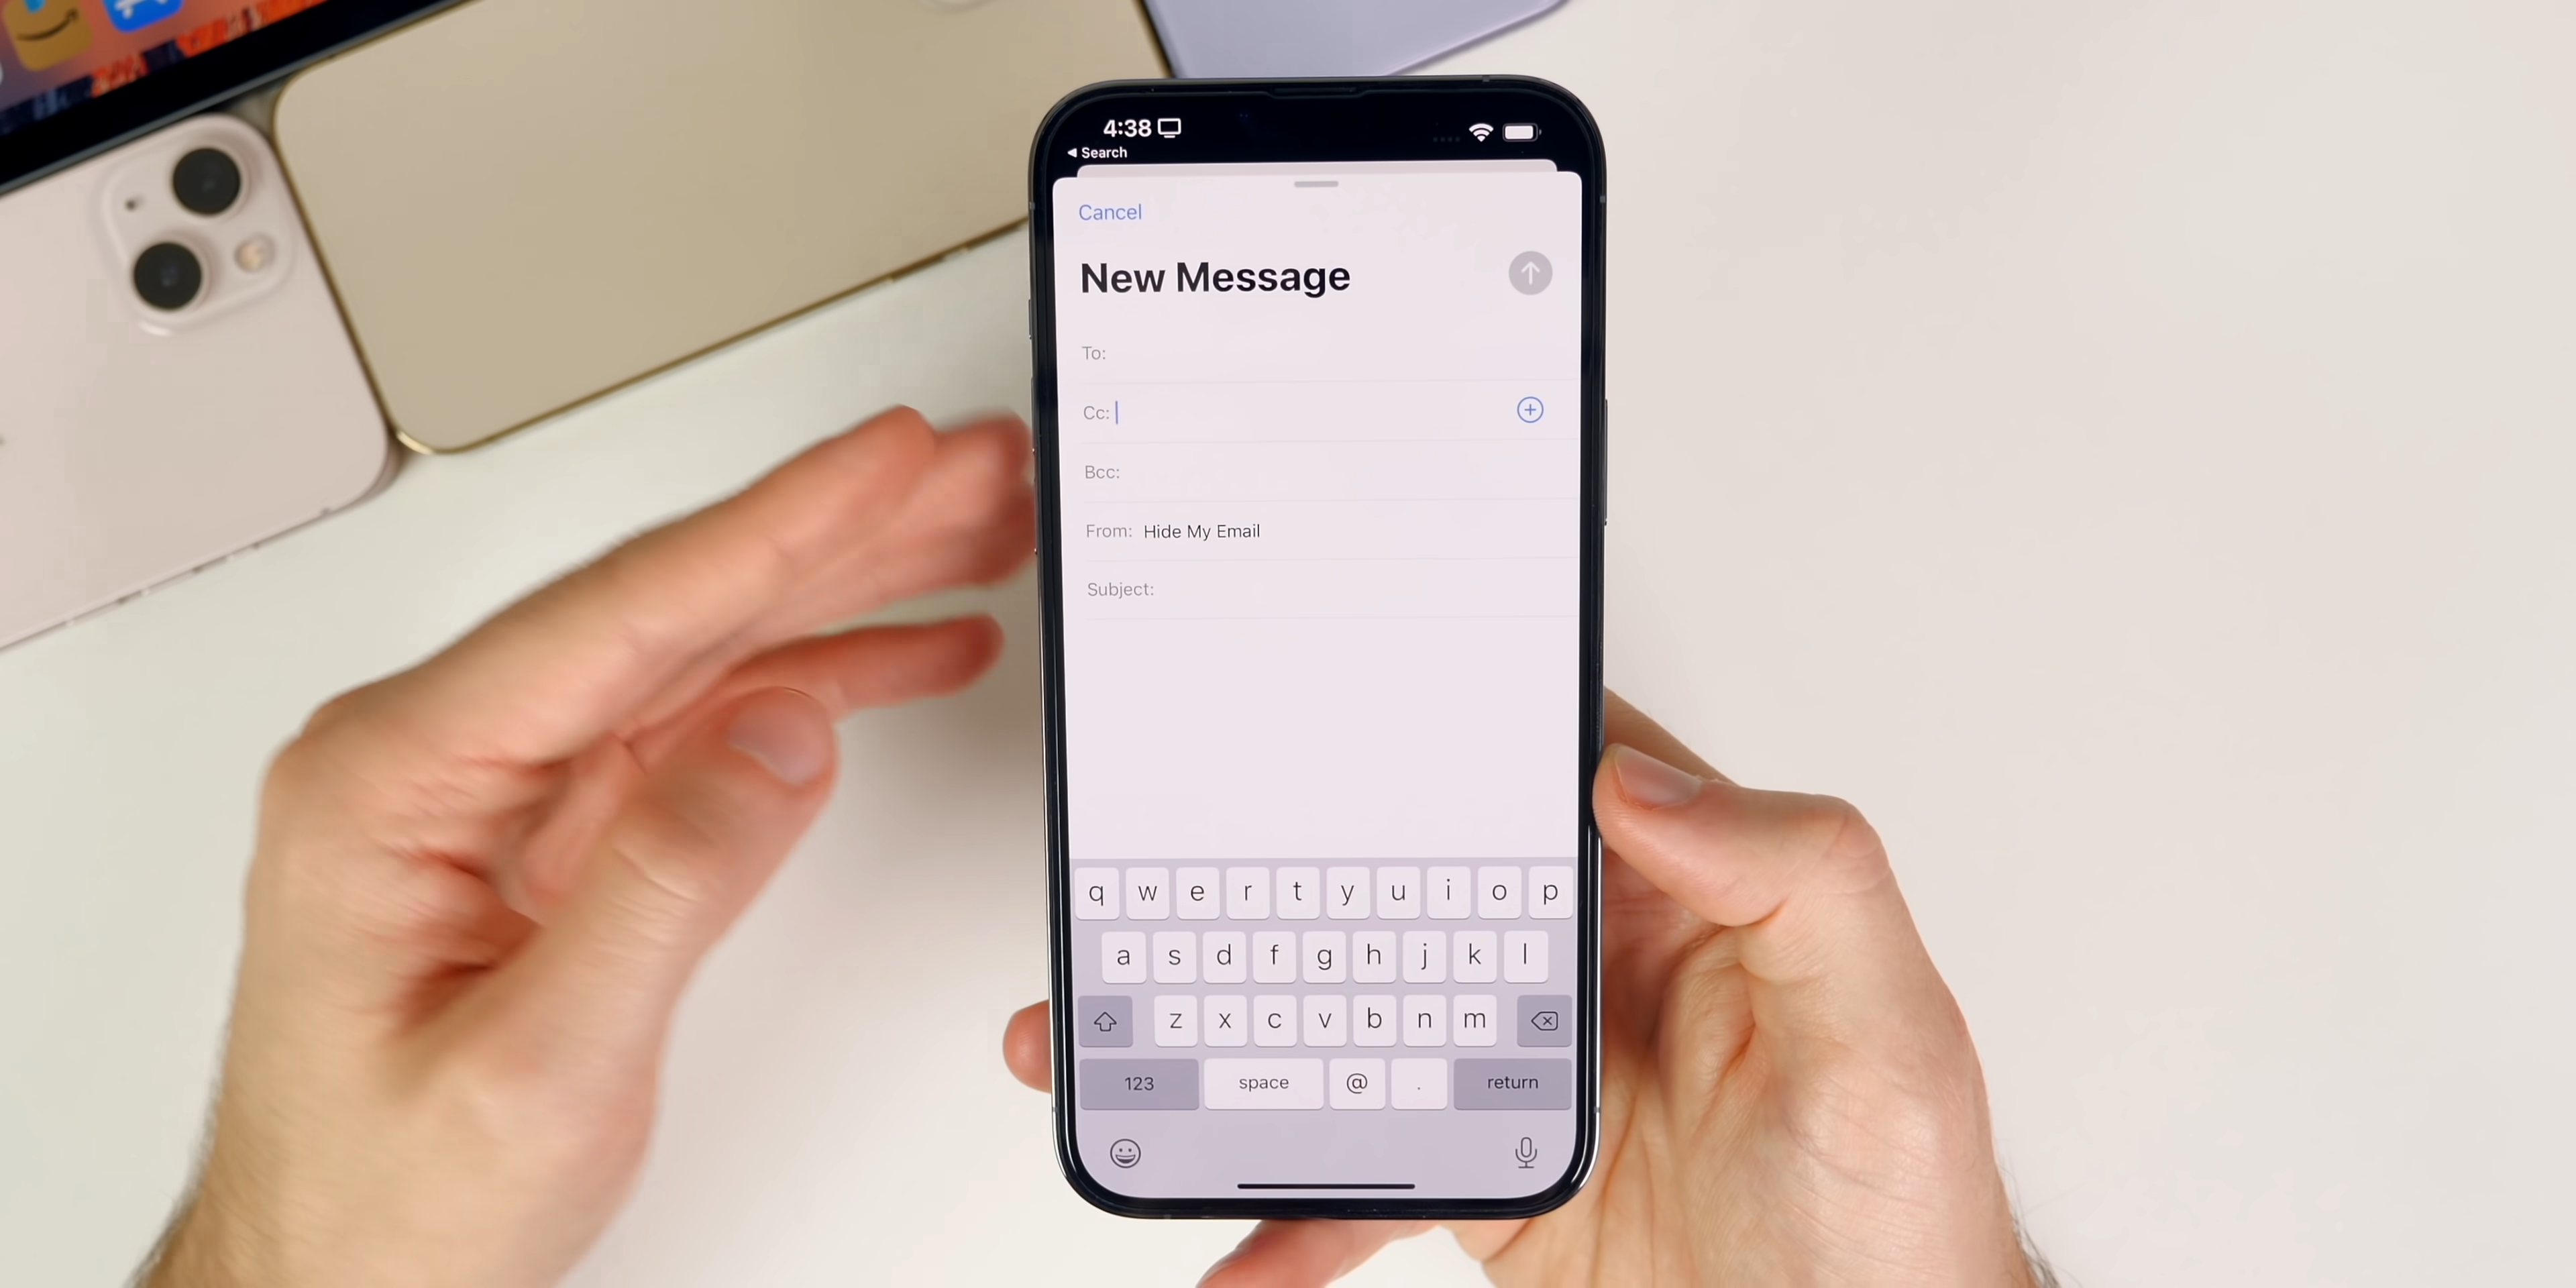 4:38
◀ Search
Cancel
New Message
To:
Cc:
Bcc:
From: Hide My Email
Subject:
q w e r t y u i o p
a s d f g h j k l
z x c v b n m
123 space @ . return